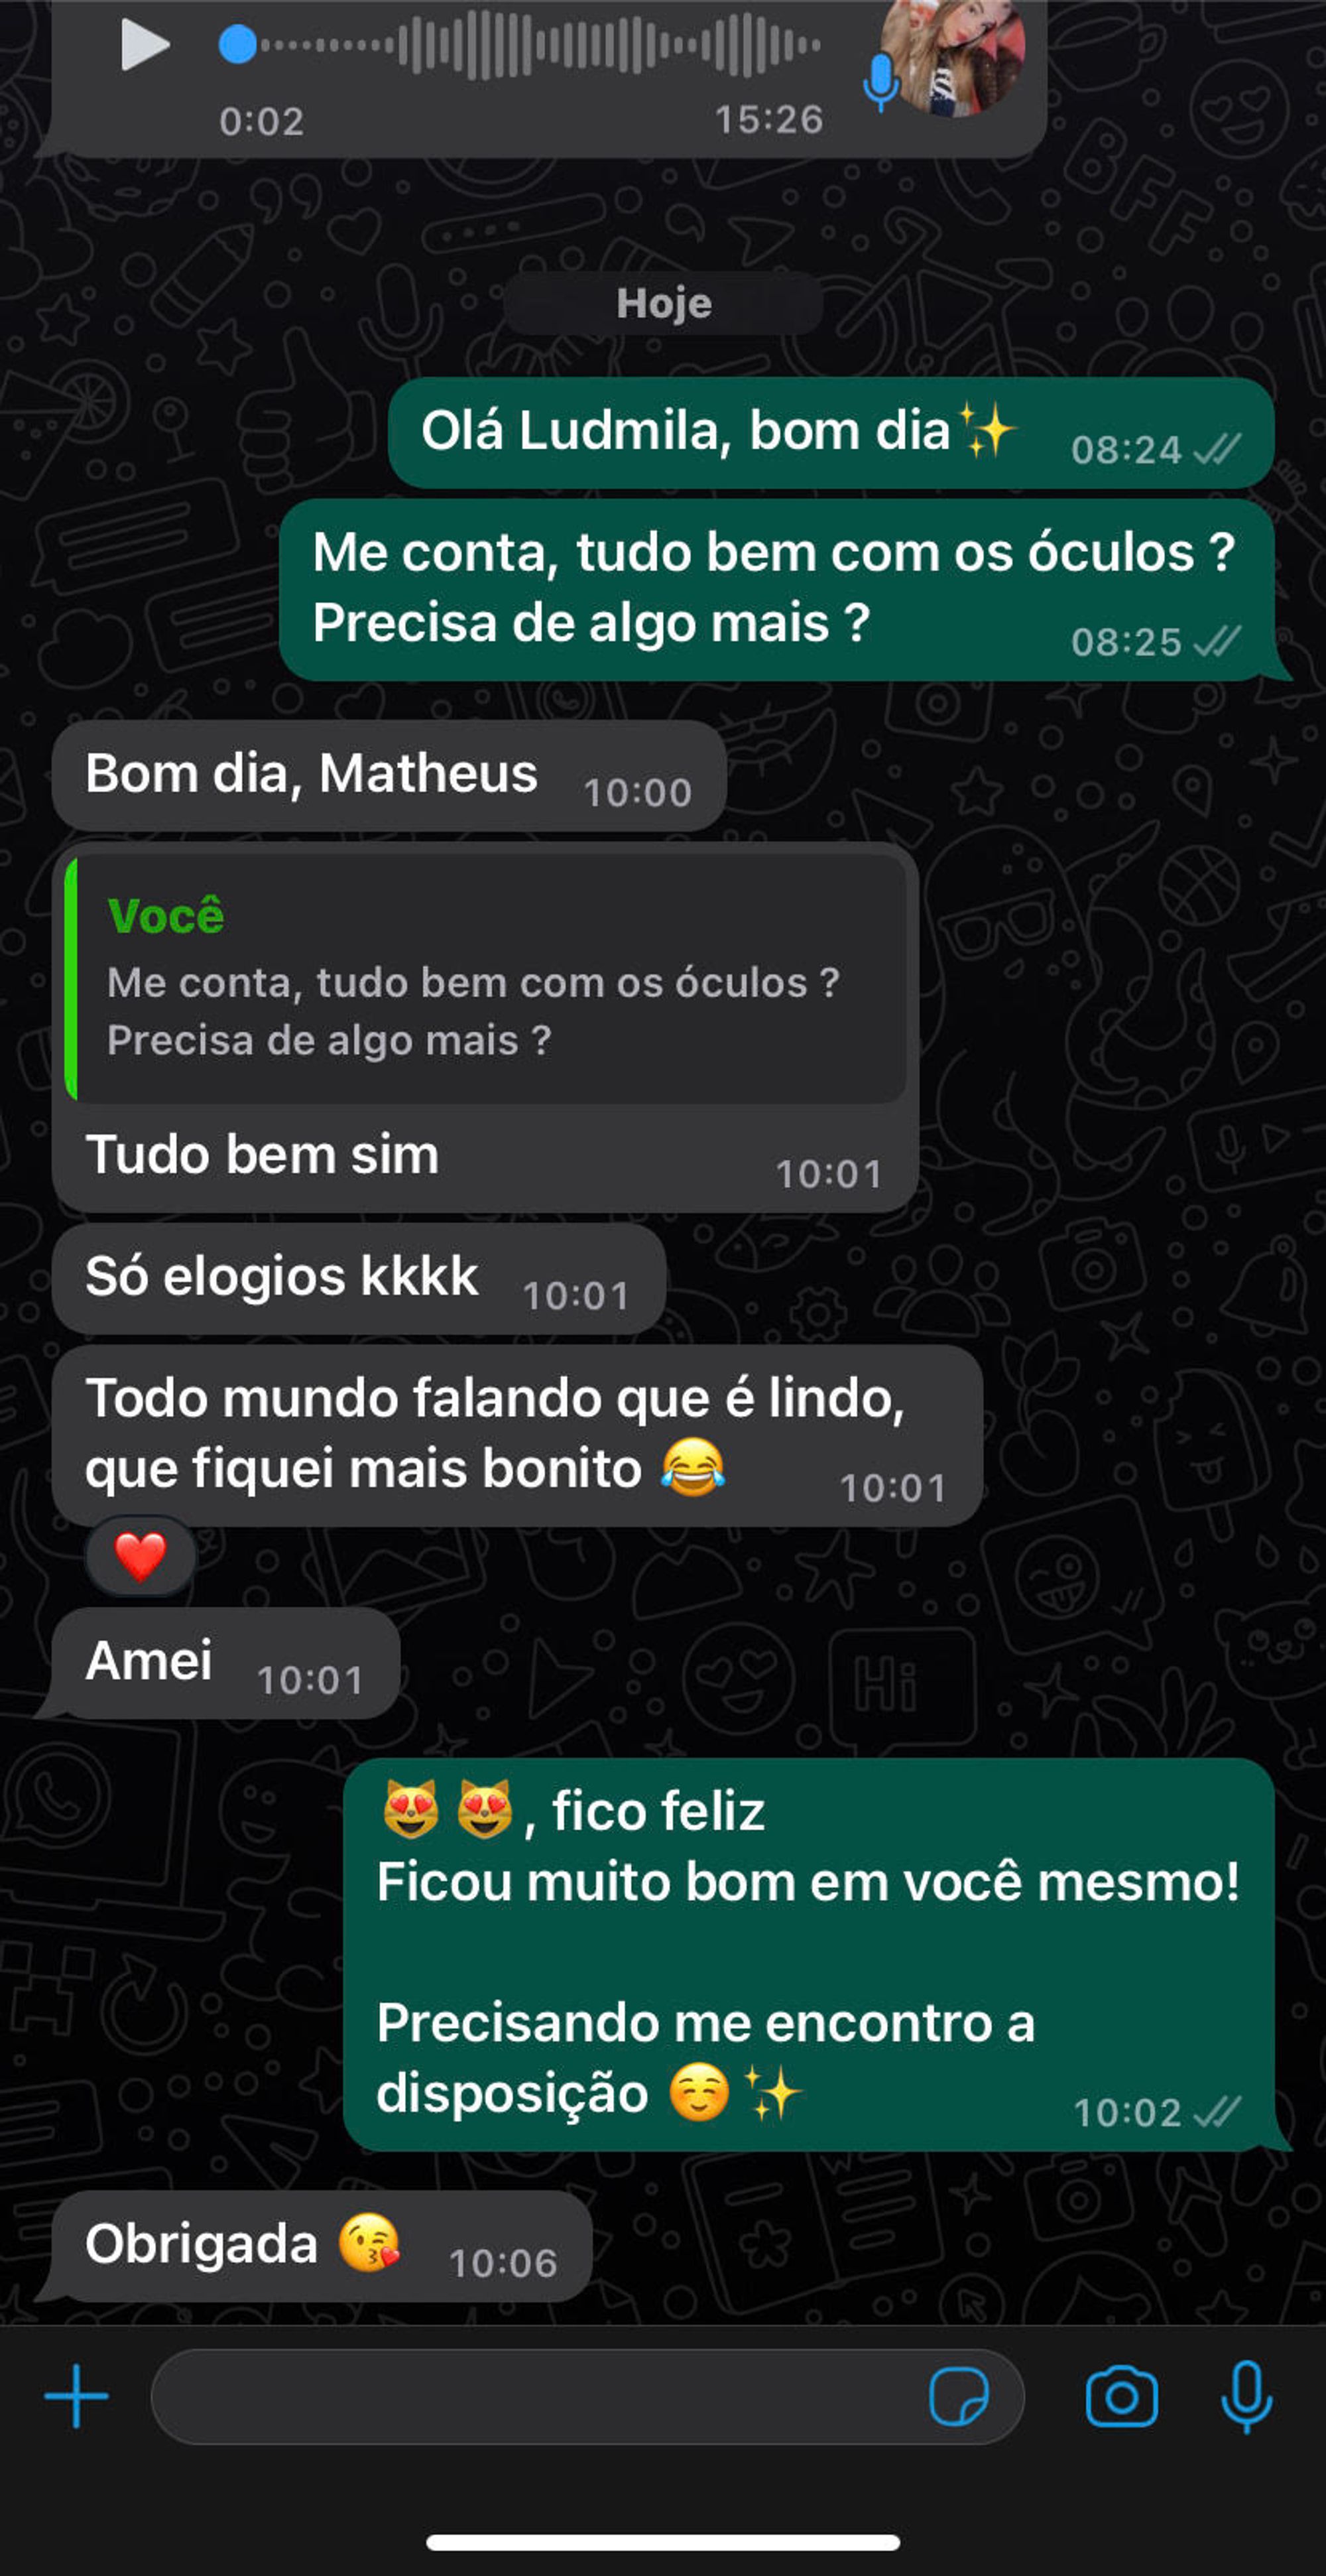 0:02
15:26
Hoje
Olá Ludmila, bom dia✨ 08:24
Me conta, tudo bem com os óculos ?
Precisa de algo mais ? 08:25
Bom dia, Matheus 10:00
Você
Me conta, tudo bem com os óculos ?
Precisa de algo mais ?
Tudo bem sim 10:01
Só elogios kkkk 10:01
Todo mundo falando que é lindo,
que fiquei mais bonito 😂 10:01
❤️
Amei 10:01
😻😻, fico feliz
Ficou muito bom em você mesmo!
Precisando me encontro a
disposição ☺️✨ 10:02
Obrigada 😘 10:06